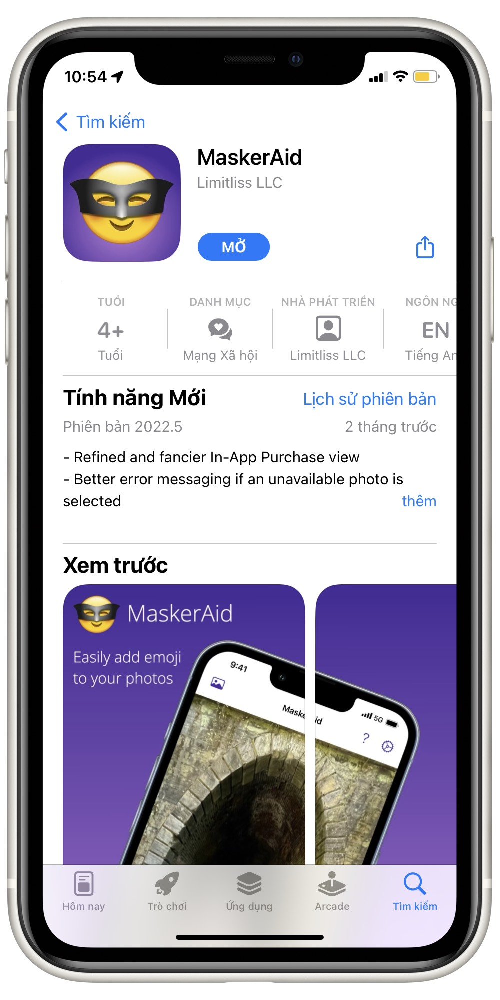 10:54
Tìm kiếm
MaskerAid
Limitliss LLC
MỞ
TUỔI
4+
Tuổi
DANH MỤC
Mạng Xã hội
NHÀ PHÁT TRIỂN
Limitliss LLC
NGÔN NG
EN
Tiếng An
Tính năng Mới
Lịch sử phiên bản
Phiên bản 2022.5
2 tháng trước
- Refined and fancier In-App Purchase view
- Better error messaging if an unavailable photo is
selected
thêm
Xem trước
MaskerAid
Easily add emoji
to your photos
9:41
MaskerAid
5G
?
Hôm nay
Trò chơi
Ứng dụng
Arcade
Tìm kiếm